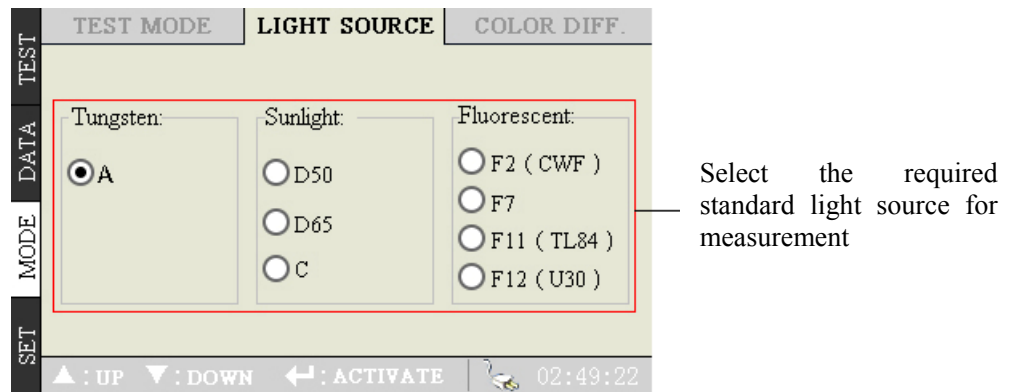 TEST MODE
LIGHT SOURCE
COLOR DIFF.
TEST
DATA
MODE
SET
Tungsten:
A
Sunlight:
D50
D65
C
Fluorescent:
F2 ( CWF )
F7
F11 ( TL84 )
F12 ( U30 )
Select the required
standard light source for
measurement
▲ : UP ▼ : DOWN ↵ : ACTIVATE 02:49:22